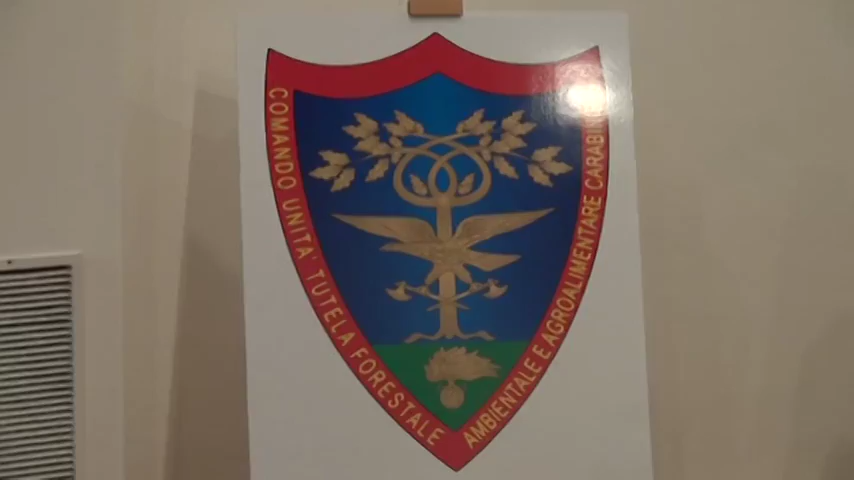 COMANDO UNITA' TUTELA FORESTALE
AMBIENTALE E AGROALIMENTARE